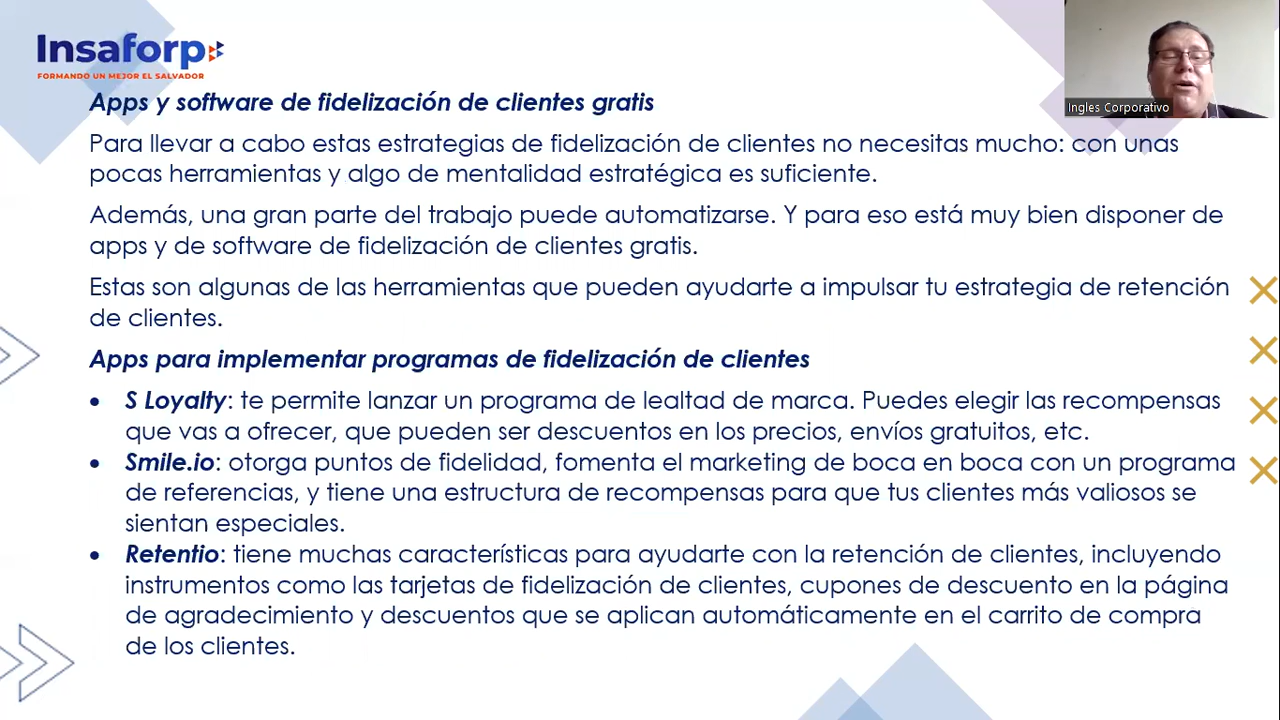 Insaforp
FORMANDO UN MEJOR EL SALVADOR
Ingles Corporativo
Apps y software de fidelización de clientes gratis
Para llevar a cabo estas estrategias de fidelización de clientes no necesitas mucho: con unas
pocas herramientas y algo de mentalidad estratégica es suficiente.
Además, una gran parte del trabajo puede automatizarse. Y para eso está muy bien disponer de
apps y de software de fidelización de clientes gratis.
Estas son algunas de las herramientas que pueden ayudarte a impulsar tu estrategia de retención
de clientes.
Apps para implementar programas de fidelización de clientes
• S Loyalty: te permite lanzar un programa de lealtad de marca. Puedes elegir las recompensas
que vas a ofrecer, que pueden ser descuentos en los precios, envíos gratuitos, etc.
• Smile.io: otorga puntos de fidelidad, fomenta el marketing de boca en boca con un programa
de referencias, y tiene una estructura de recompensas para que tus clientes más valiosos se
sientan especiales.
• Retentio: tiene muchas características para ayudarte con la retención de clientes, incluyendo
instrumentos como las tarjetas de fidelización de clientes, cupones de descuento en la página
de agradecimiento y descuentos que se aplican automáticamente en el carrito de compra
de los clientes.